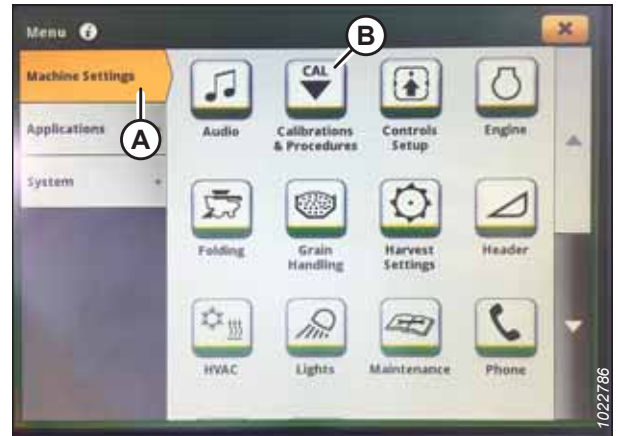 Menu i
B
Machine Settings
Applications
System
A
CAL
Audio
Calibrations
& Procedures
Controls
Setup
Engine
Folding
Grain
Handling
Harvest
Settings
Header
HVAC
Lights
Maintenance
Phone
1022786